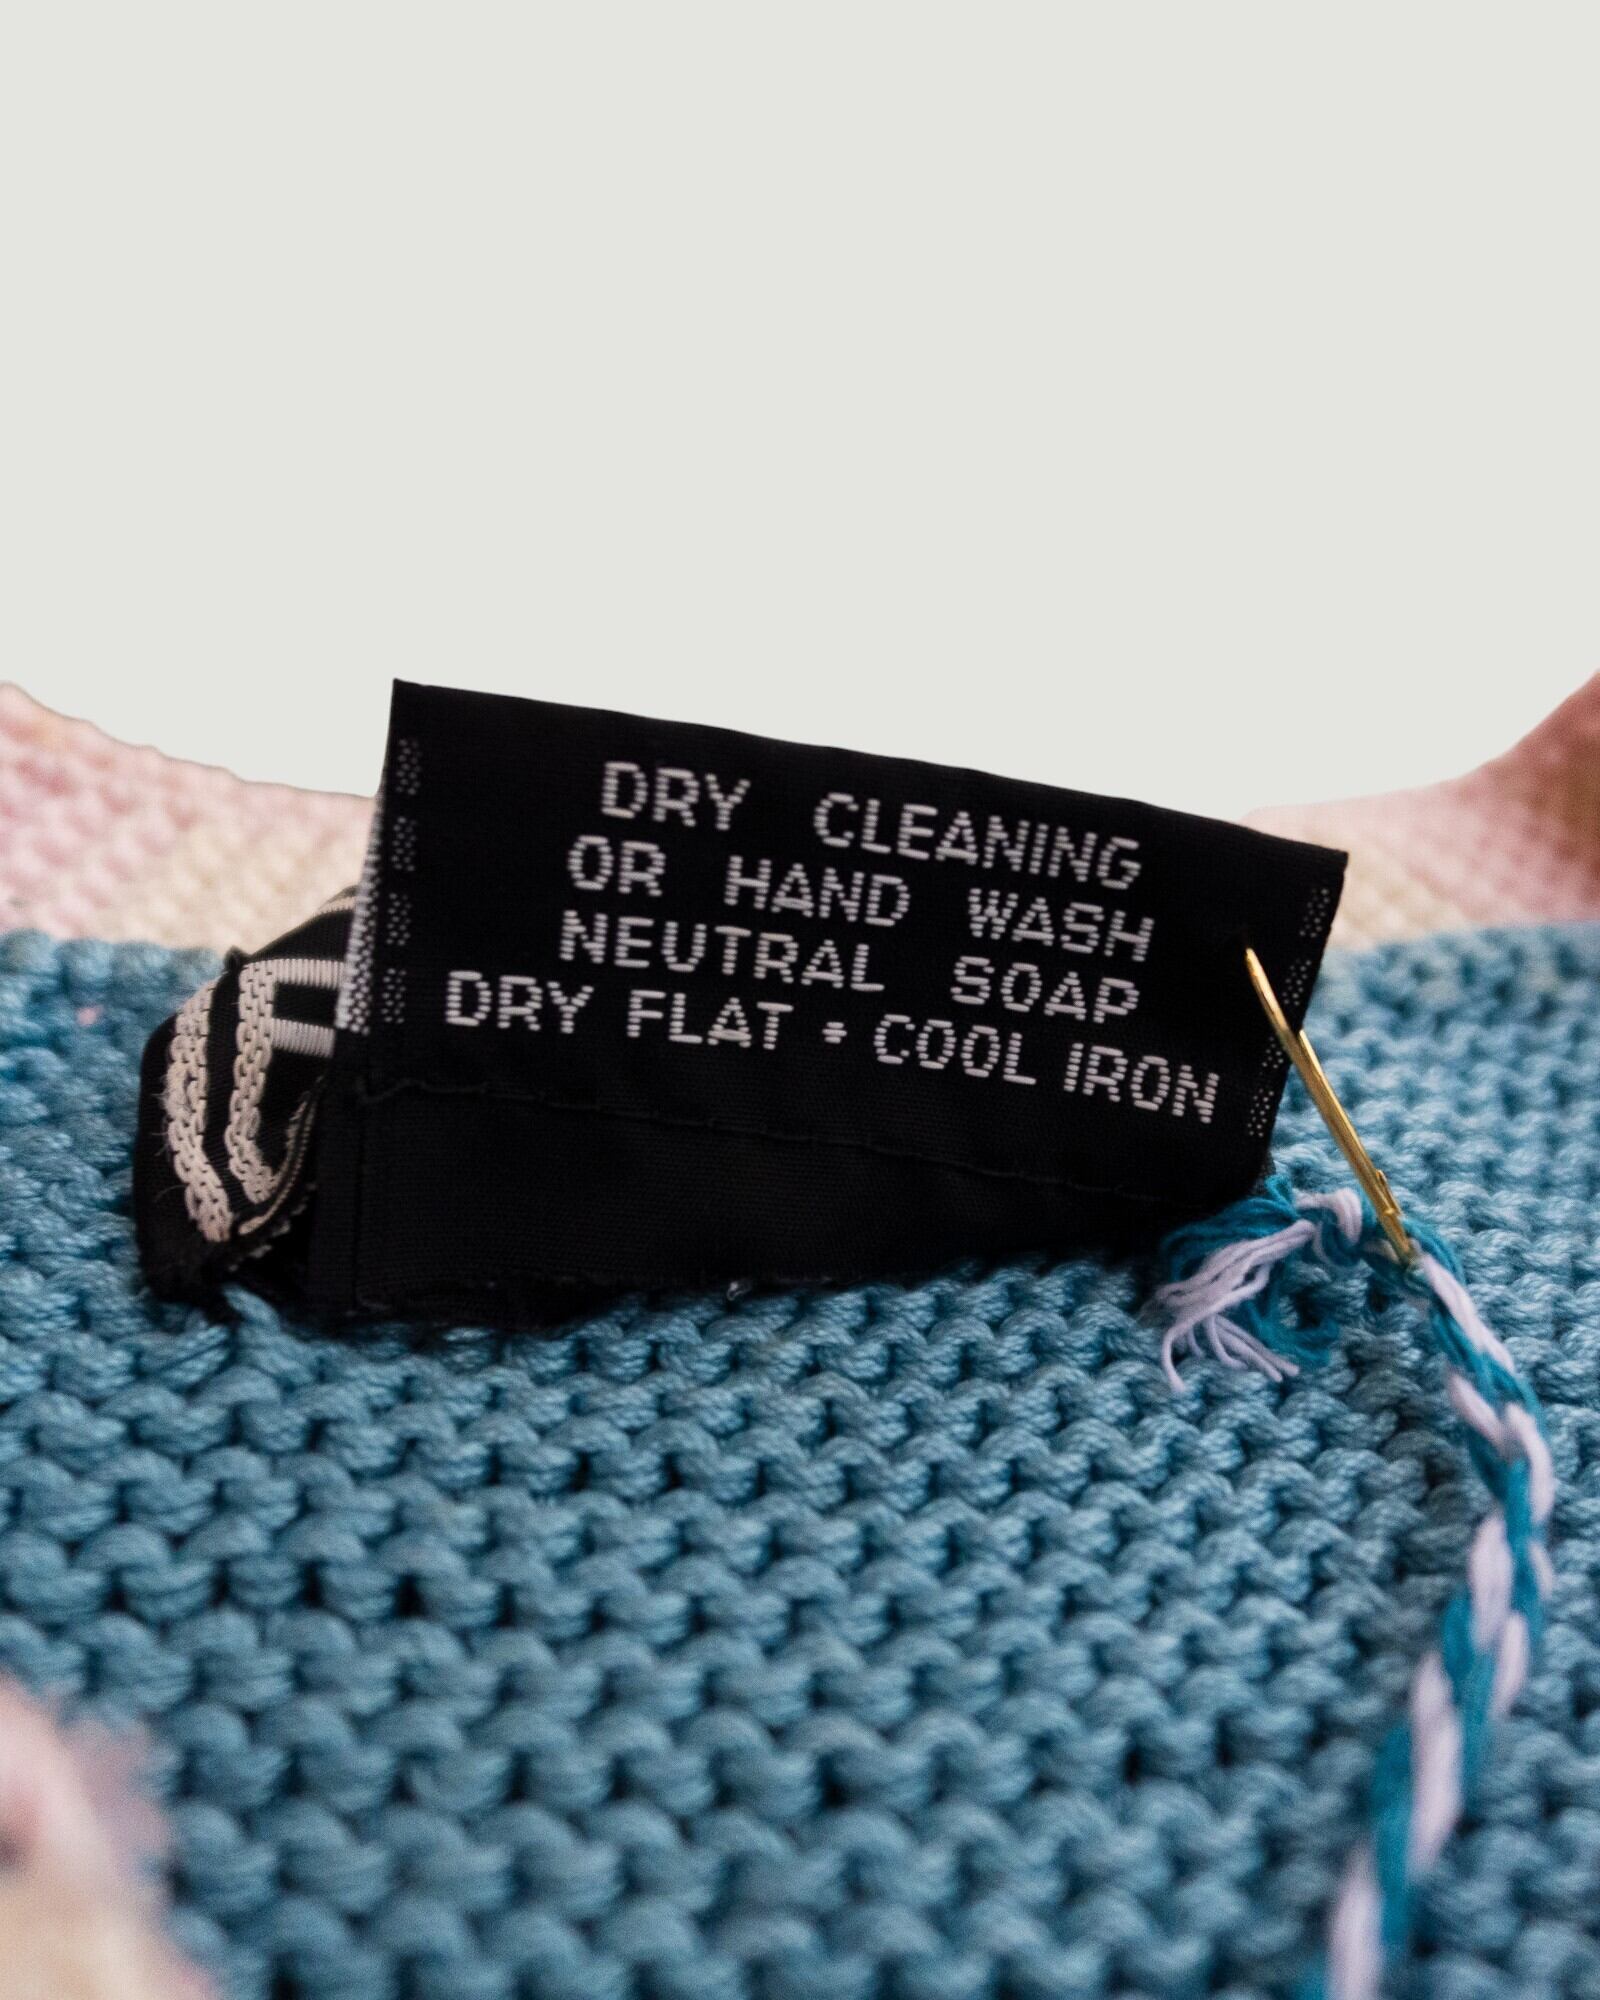 DRY CLEANING
OR HAND WASH
NEUTRAL SOAP
DRY FLAT • COOL IRON